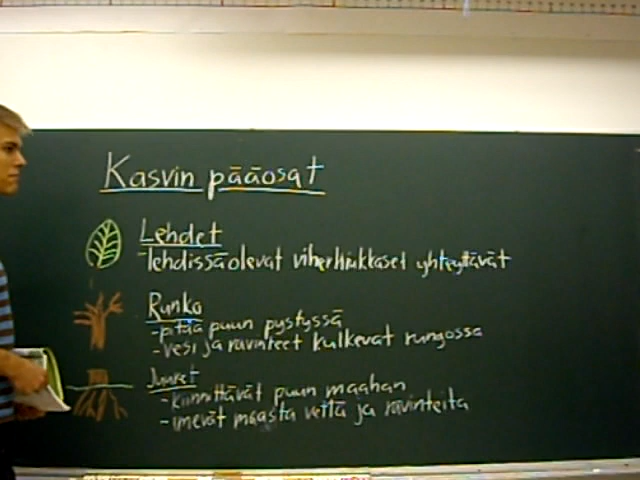 Kasvin pääosat
Lehdet
- lehdissä olevat viherhiukkaset yhteyttävät
Runko
- pitää puun pystyssä
- vesi ja ravinteet kulkevat rungossa
Juuret
- kiinnittävät puun maahan
- imevät maasta vettä ja ravinteita